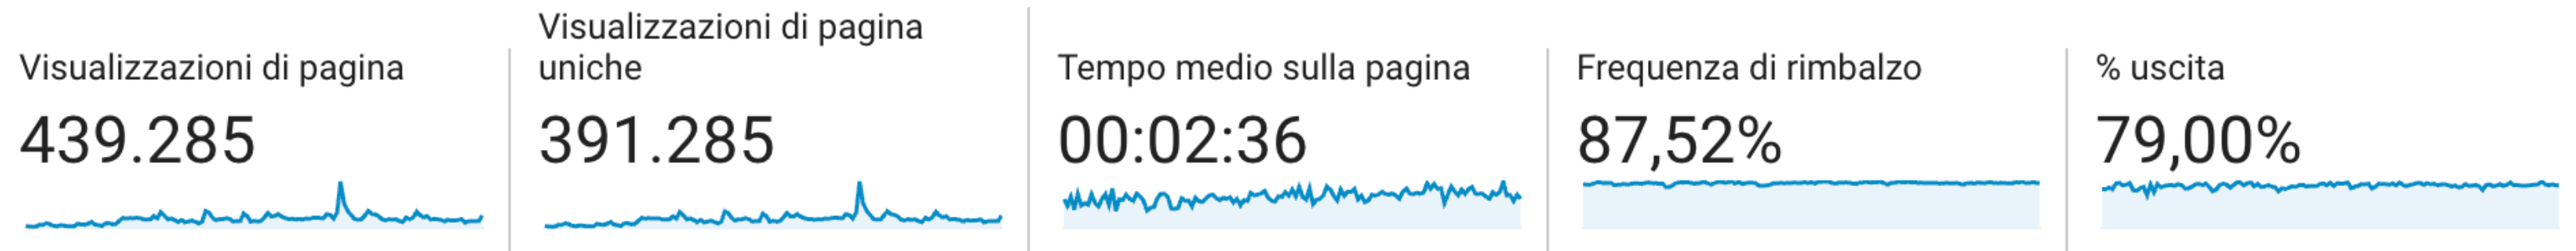 Visualizzazioni di pagina
439.285
Visualizzazioni di pagina
uniche
391.285
Tempo medio sulla pagina
00:02:36
Frequenza di rimbalzo
87,52%
% uscita
79,00%